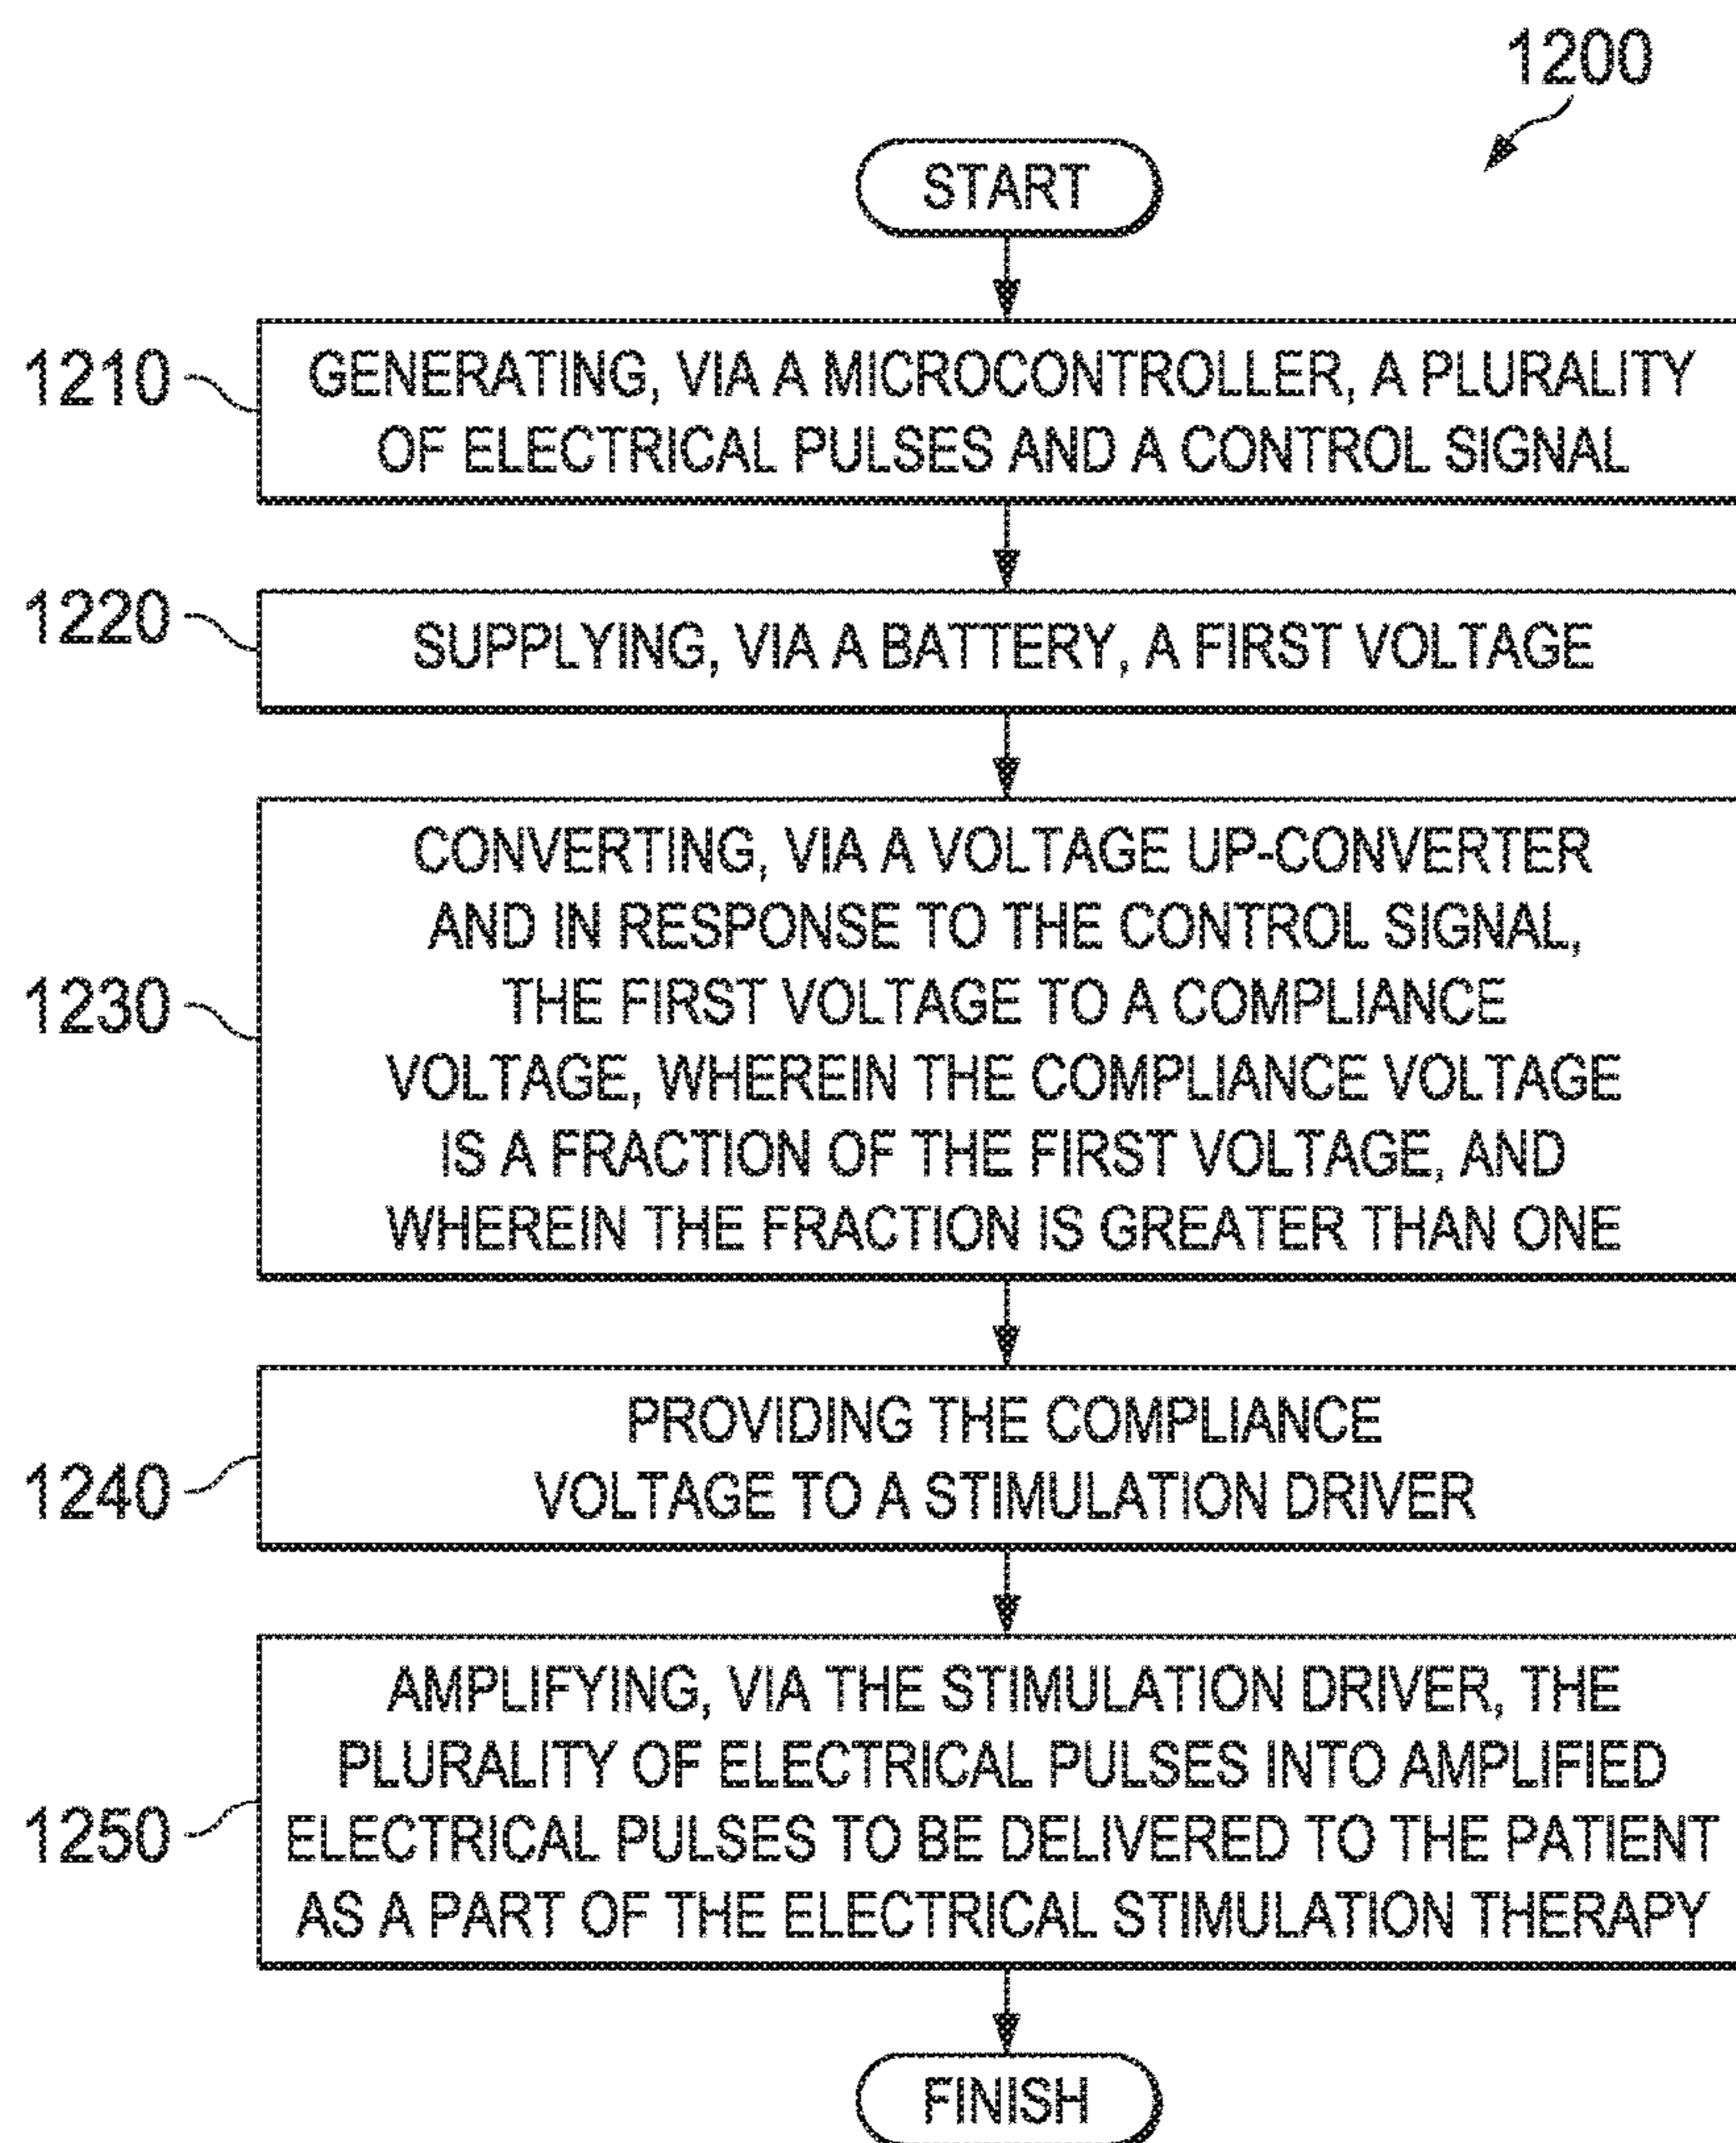 1200
START
1210
GENERATING, VIA A MICROCONTROLLER, A PLURALITY
OF ELECTRICAL PULSES AND A CONTROL SIGNAL
1220
SUPPLYING, VIA A BATTERY, A FIRST VOLTAGE
1230
CONVERTING, VIA A VOLTAGE UP-CONVERTER
AND IN RESPONSE TO THE CONTROL SIGNAL,
THE FIRST VOLTAGE TO A COMPLIANCE
VOLTAGE, WHEREIN THE COMPLIANCE VOLTAGE
IS A FRACTION OF THE FIRST VOLTAGE, AND
WHEREIN THE FRACTION IS GREATER THAN ONE
1240
PROVIDING THE COMPLIANCE
VOLTAGE TO A STIMULATION DRIVER
1250
AMPLIFYING, VIA THE STIMULATION DRIVER, THE
PLURALITY OF ELECTRICAL PULSES INTO AMPLIFIED
ELECTRICAL PULSES TO BE DELIVERED TO THE PATIENT
AS A PART OF THE ELECTRICAL STIMULATION THERAPY
FINISH